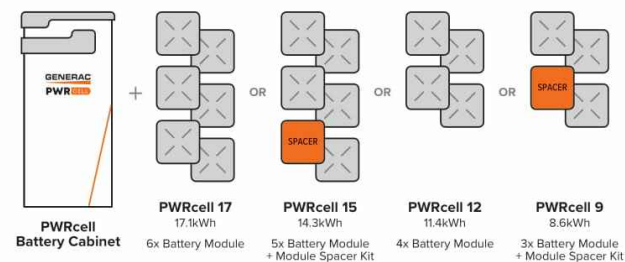 GENERAC
PWRCELL
+
OR
OR
OR
SPACER
SPACER
PWRcell
Battery Cabinet
PWRcell 17
17.1kWh
6x Battery Module
PWRcell 15
14.3kWh
5x Battery Module
+ Module Spacer Kit
PWRcell 12
11.4kWh
4x Battery Module
PWRcell 9
8.6kWh
3x Battery Module
+ Module Spacer Kit